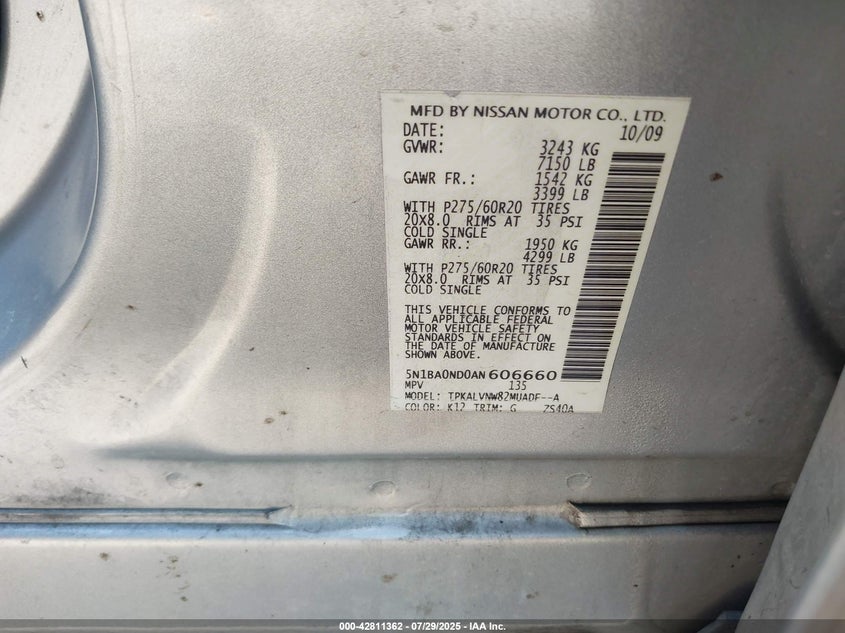 MFD BY NISSAN MOTOR CO., LTD.
DATE: 10/09
GVWR: 3243 KG
7150 LB
GAWR FR.: 1542 KG
3399 LB
WITH P275/60R20 TIRES
20X8.0 RIMS AT 35 PSI
COLD SINGLE
GAWR RR.: 1950 KG
4299 LB
WITH P275/60R20 TIRES
20X8.0 RIMS AT 35 PSI
COLD SINGLE
THIS VEHICLE CONFORMS TO
ALL APPLICABLE FEDERAL
MOTOR VEHICLE SAFETY
STANDARDS IN EFFECT ON
THE DATE OF MANUFACTURE
SHOWN ABOVE.
5N1BA0ND0AN606660
MPV 135
MODEL: TPKALVNW82MUADF--A
COLOR: K12 TRIM: G ZS40A
000-42811362 - 07/29/2025 - IAA Inc.